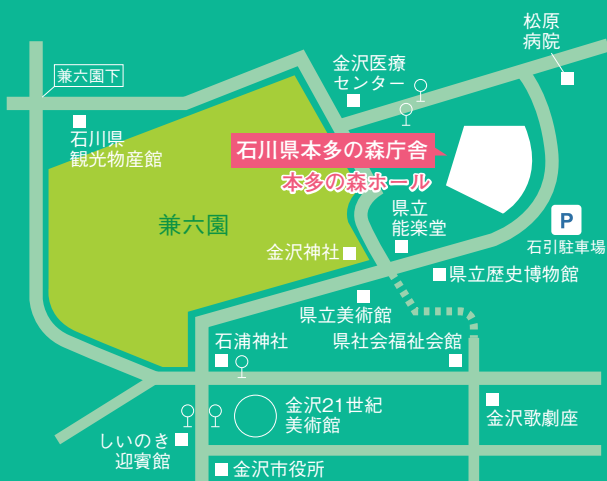 松原
病院
兼六園下
金沢医療
センター
石川県
観光物産館
石川県本多の森庁舎
本多の森ホール
県立
能楽堂
兼六園
P
石引駐車場
金沢神社
県立歴史博物館
県立美術館
石浦神社
県社会福祉会館
金沢21世紀
美術館
金沢歌劇座
しいのき
迎賓館
金沢市役所